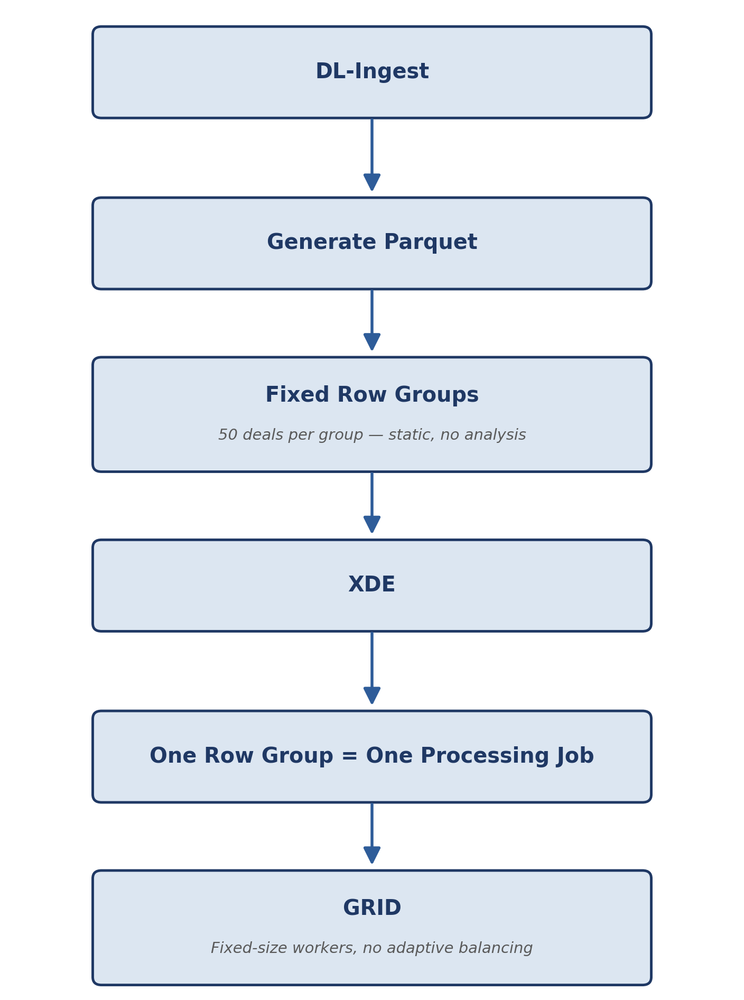 DL-Ingest
Generate Parquet
Fixed Row Groups
50 deals per group — static, no analysis
XDE
One Row Group = One Processing Job
GRID
Fixed-size workers, no adaptive balancing